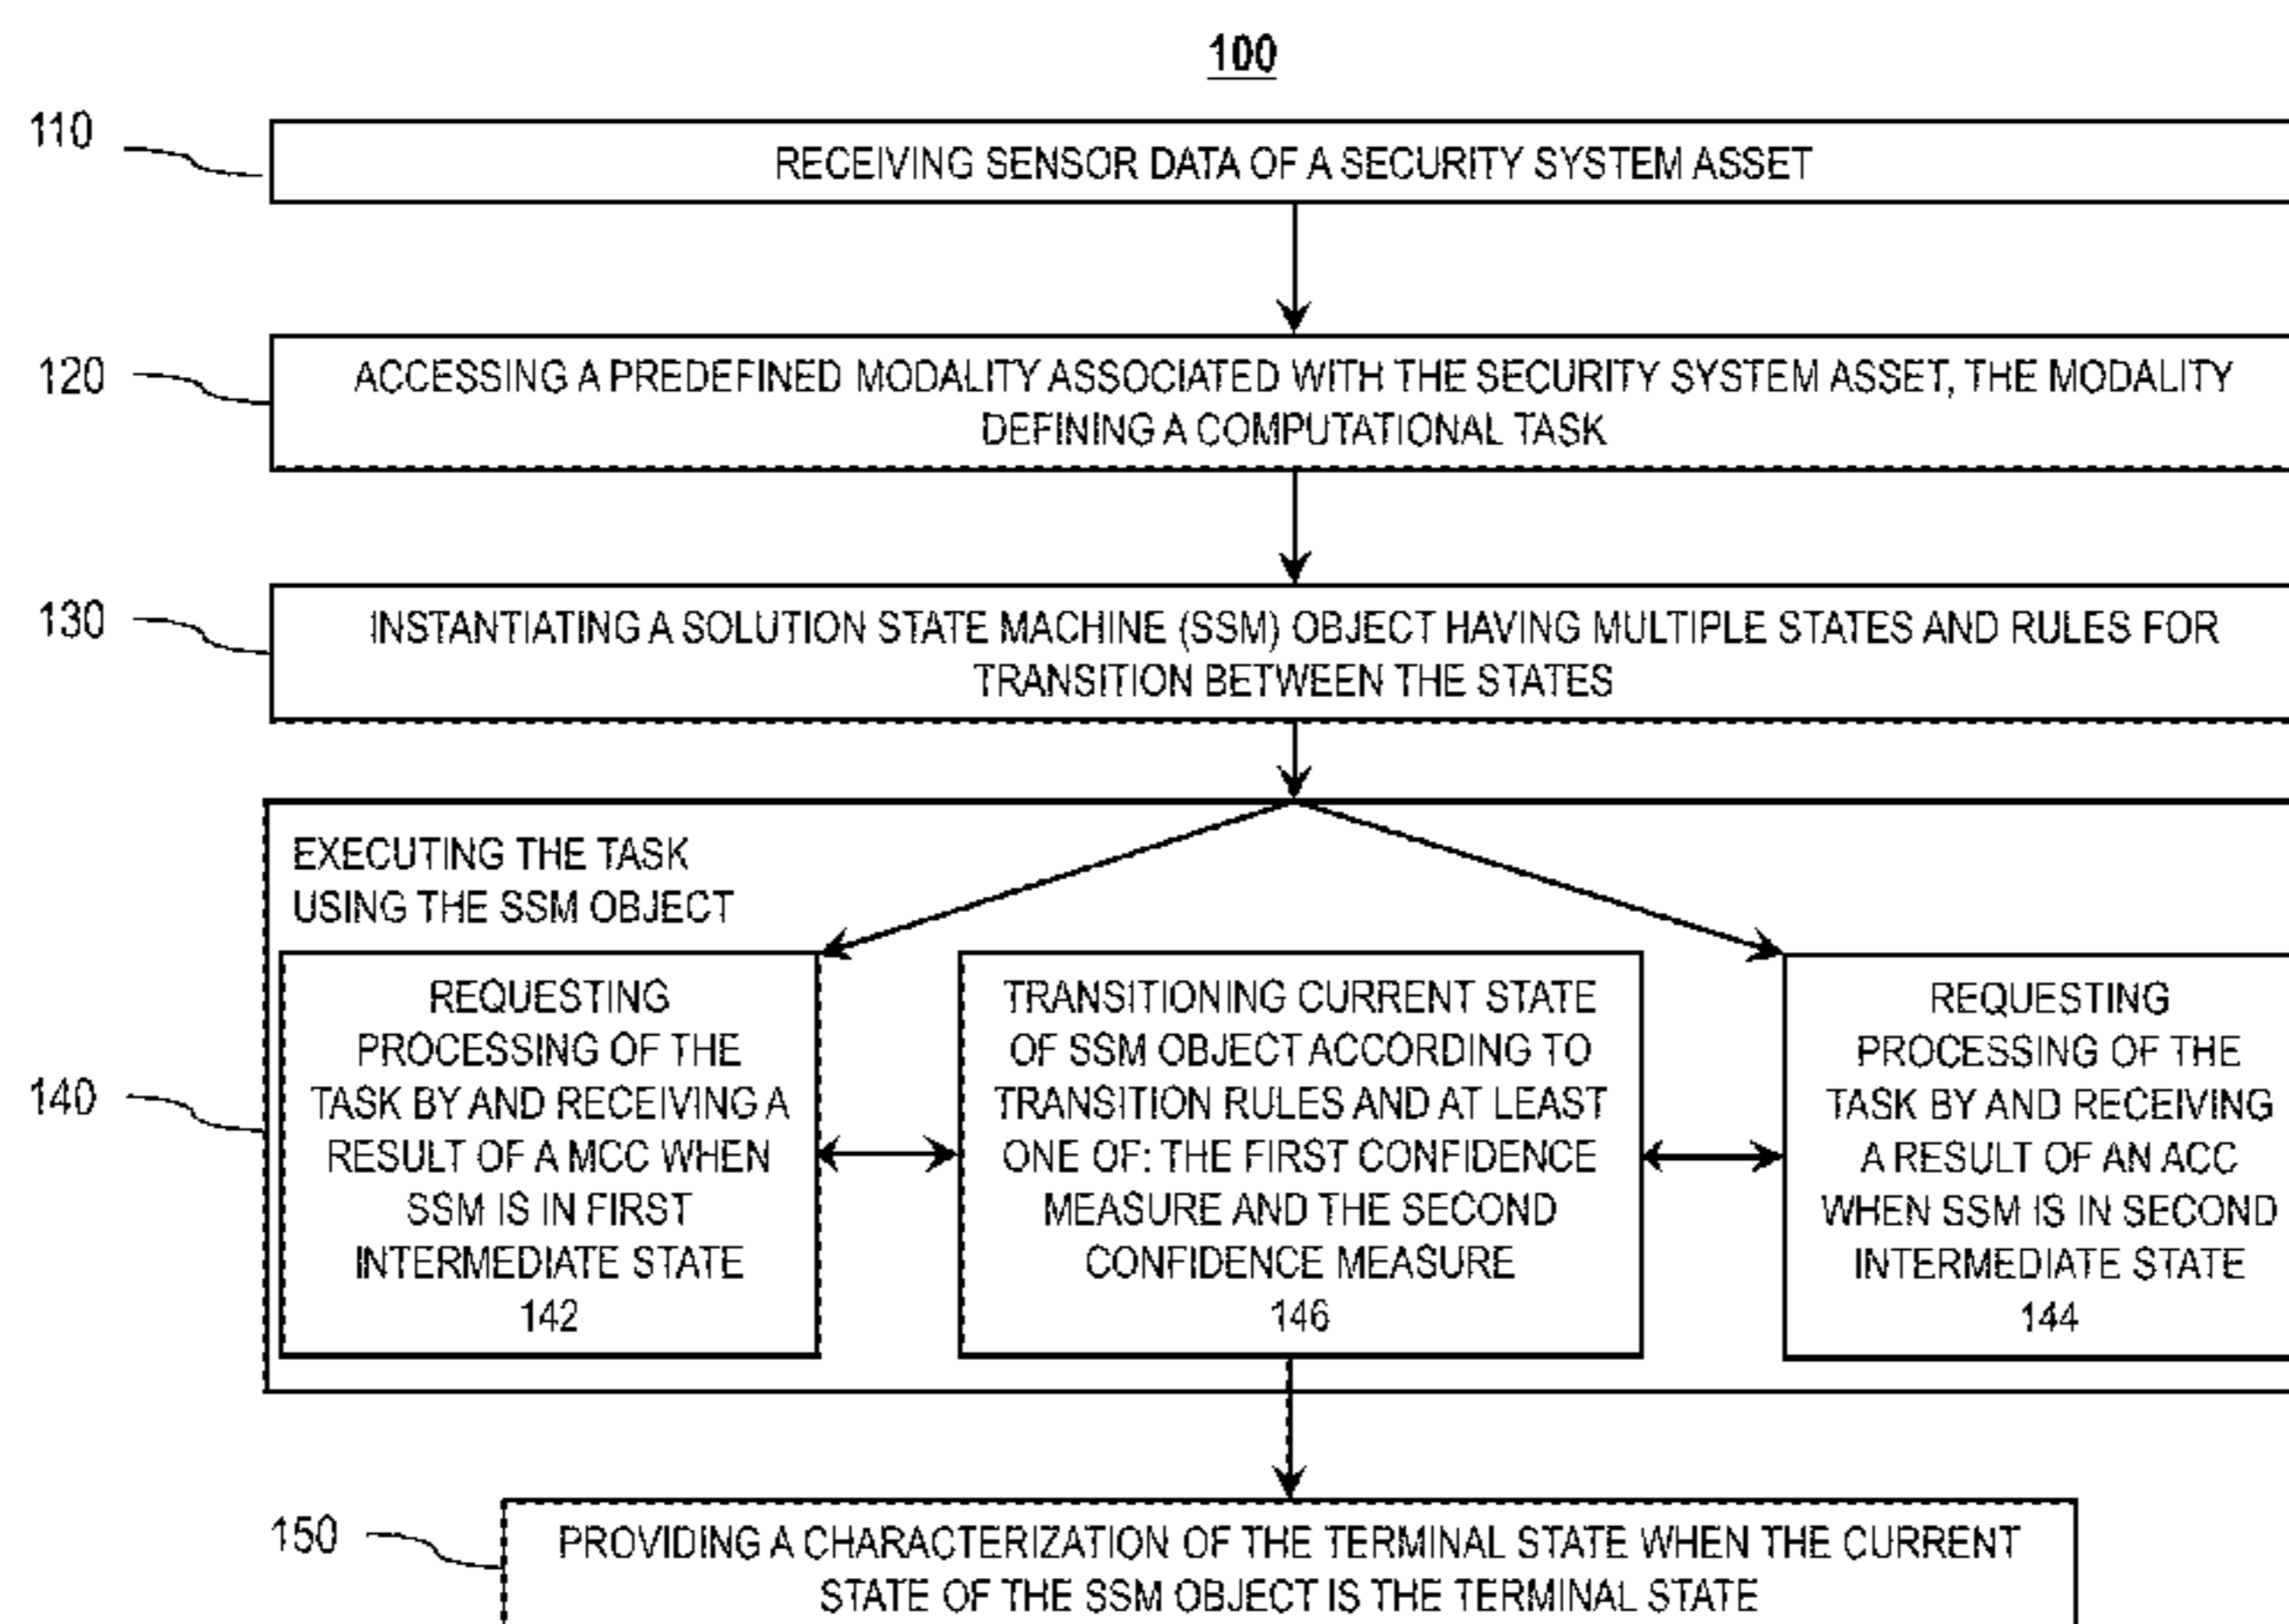 100
110
RECEIVING SENSOR DATA OF A SECURITY SYSTEM ASSET
120
ACCESSING A PREDEFINED MODALITY ASSOCIATED WITH THE SECURITY SYSTEM ASSET, THE MODALITY
DEFINING A COMPUTATIONAL TASK
130
INSTANTIATING A SOLUTION STATE MACHINE (SSM) OBJECT HAVING MULTIPLE STATES AND RULES FOR
TRANSITION BETWEEN THE STATES
140
EXECUTING THE TASK
USING THE SSM OBJECT
REQUESTING
PROCESSING OF THE
TASK BY AND RECEIVING A
RESULT OF A MCC WHEN
SSM IS IN FIRST
INTERMEDIATE STATE
142
TRANSITIONING CURRENT STATE
OF SSM OBJECT ACCORDING TO
TRANSITION RULES AND AT LEAST
ONE OF: THE FIRST CONFIDENCE
MEASURE AND THE SECOND
CONFIDENCE MEASURE
146
REQUESTING
PROCESSING OF THE
TASK BY AND RECEIVING
A RESULT OF AN ACC
WHEN SSM IS IN SECOND
INTERMEDIATE STATE
144
150
PROVIDING A CHARACTERIZATION OF THE TERMINAL STATE WHEN THE CURRENT
STATE OF THE SSM OBJECT IS THE TERMINAL STATE